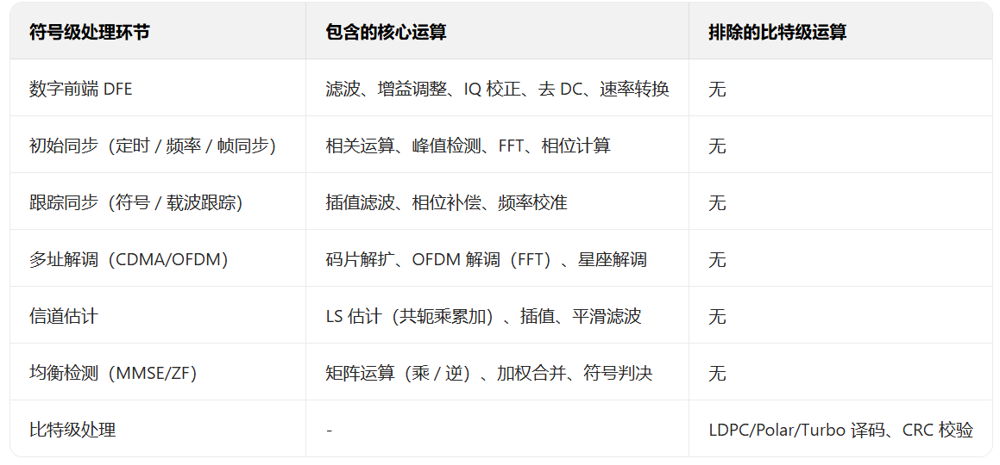 符号级处理环节 包含的核心运算 排除的比特级运算
数字前端 DFE 滤波、增益调整、IQ 校正、去 DC、速率转换 无
初始同步（定时 / 频率 / 帧同步） 相关运算、峰值检测、FFT、相位计算 无
跟踪同步（符号 / 载波跟踪） 插值滤波、相位补偿、频率校准 无
多址解调（CDMA/OFDM） 码片解扩、OFDM 解调（FFT）、星座解调 无
信道估计 LS 估计（共轭乘累加）、插值、平滑滤波 无
均衡检测（MMSE/ZF） 矩阵运算（乘 / 逆）、加权合并、符号判决 无
比特级处理 - LDPC/Polar/Turbo 译码、CRC 校验